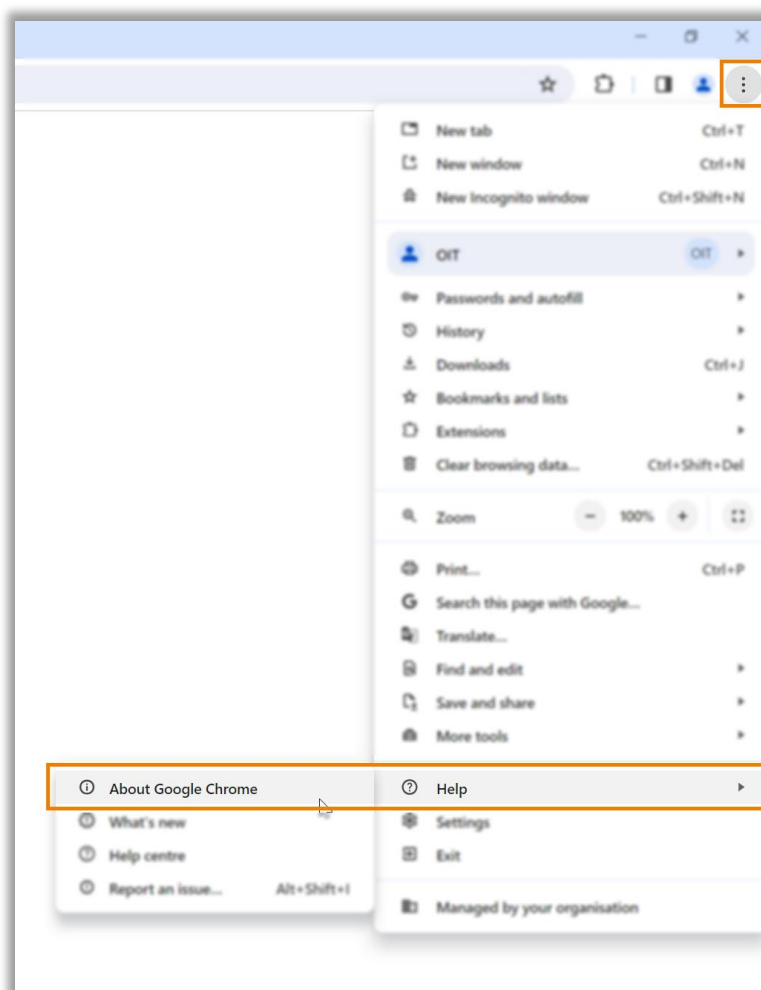 New tab Ctrl+T
New window Ctrl+N
New Incognito window Ctrl+Shift+N
OIT OIT
Passwords and autofill
History
Downloads Ctrl+J
Bookmarks and lists
Extensions
Clear browsing data... Ctrl+Shift+Del
Zoom − 100% +
Print... Ctrl+P
Search this page with Google...
Translate...
Find and edit
Save and share
More tools
About Google Chrome
Help
What's new
Settings
Help centre
Exit
Report an issue... Alt+Shift+I
Managed by your organisation